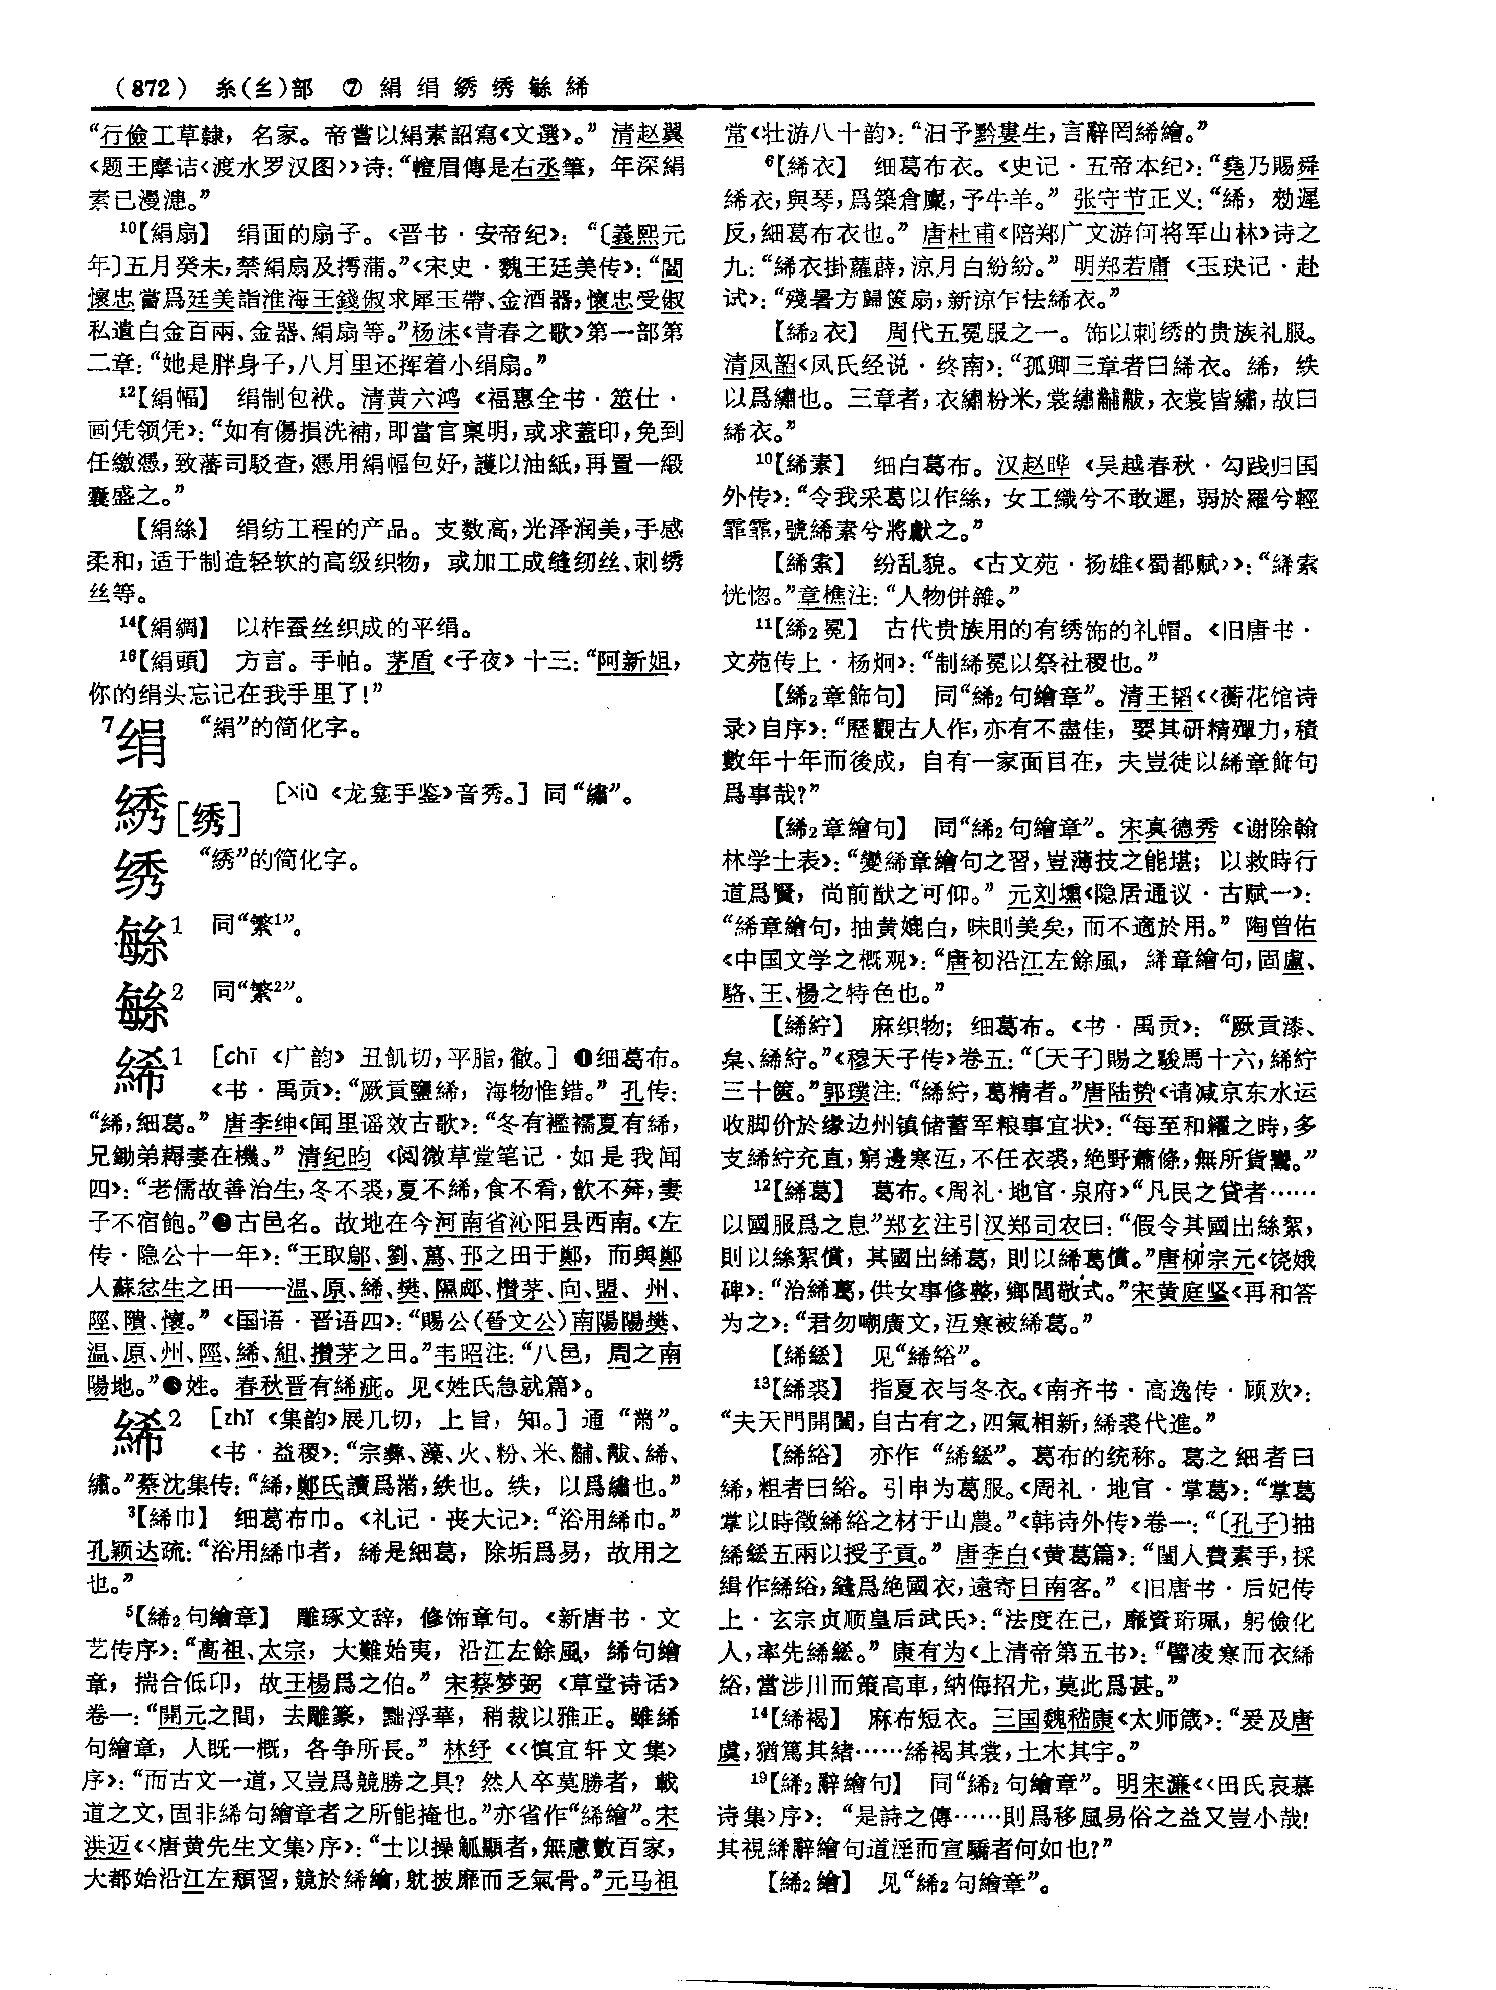 （872） 糸(纟)部 ⑦ 絹绢綉绣緐絺
“行儉工草隸，名家。帝嘗以絹素詔寫《文選》。”清赵翼
《题王摩诘〈渡水罗汉图〉》诗：“幢眉傳是右丞筆，年深絹
素已漫漶。”
10【絹扇】 绢面的扇子。《晋书·安帝纪》：“〔義熙元
年〕五月癸未，禁絹扇及摴蒱。”《宋史·魏王廷美传》：“閻
懷忠嘗爲廷美詣淮海王錢俶求犀玉帶、金酒器，懷忠受俶
私遺白金百兩、金器、絹扇等。”杨沫《青春之歌》第一部第
二章：“她是胖身子，八月里还挥着小绢扇。”
12【絹幅】 绢制包袱。清黄六鸿《福惠全书·筮仕·
画凭领凭》：“如有傷損洗補，即當官稟明，或求蓋印，免到
任繳憑，致藩司駁查，憑用絹幅包好，護以油紙，再置一緞
囊盛之。”
【絹絲】 绢纺工程的产品。支数高，光泽润美，手感
柔和，适于制造轻软的高级织物，或加工成缝纫丝、刺绣
丝等。
14【絹綢】 以柞蚕丝织成的平绢。
16【絹頭】 方言。手帕。茅盾《子夜》十三：“阿新姐，
你的绢头忘记在我手里了！”
7绢 “絹”的简化字。
綉［绣］ ［xiù 《龙龛手鉴》音秀。］同“繡”。
绣 “綉”的简化字。
緐1 同“繁1”。
緐2 同“繁2”。
絺1 ［chī 《广韵》丑飢切，平脂，徹。］❶细葛布。
《书·禹贡》：“厥貢鹽絺，海物惟錯。”孔传：
“絺，細葛。”唐李绅《闻里谣效古歌》：“冬有襤襦夏有絺，
兄鋤弟耨妻在機。”清纪昀《阅微草堂笔记·如是我闻
四》：“老儒故善治生，冬不裘，夏不絺，食不肴，飲不荈，妻
子不宿飽。”❷古邑名。故地在今河南省沁阳县西南。《左
传·隐公十一年》：“王取鄔、劉、蒍、邘之田于鄭，而與鄭
人蘇忿生之田——温、原、絺、樊、隰郕、欑茅、向、盟、州、
陘、隤、懷。”《国语·晋语四》：“賜公（晉文公）南陽陽樊、
温、原、州、陘、絺、組、攢茅之田。”韦昭注：“八邑，周之南
陽地。”❸姓。春秋晋有絺疵。见《姓氏急就篇》。
絺2 ［zhǐ 《集韵》展几切，上旨，知。］通“黹”。
《书·益稷》：“宗彝、藻、火、粉、米、黼、黻、絺、
繡。”蔡沈集传：“絺，鄭氏讀爲黹，紩也。紩，以爲繡也。”
3【絺巾】 细葛布巾。《礼记·丧大记》：“浴用絺巾。”
孔颖达疏：“浴用絺巾者，絺是細葛，除垢爲易，故用之
也。”
5【絺2句繪章】 雕琢文辞，修饰章句。《新唐书·文
艺传序》：“高祖、太宗，大難始夷，沿江左餘風，絺句繪
章，揣合低卬，故王楊爲之伯。”宋蔡梦弼《草堂诗话》
卷一：“開元之間，去雕篆，黜浮華，稍裁以雅正。雖絺
句繪章，人既一概，各爭所長。”林纾《〈慎宜轩文集〉
序》：“而古文一道，又豈爲競勝之具？然人卒莫勝者，載
道之文，固非絺句繪章者之所能掩也。”亦省作“絺繪”。宋
洪迈《〈唐黄先生文集〉序》：“士以操觚顯者，無慮數百家，
大都始沿江左頹習，競於絺繪，㱿披靡而乏氣骨。”元马祖
常《壮游八十韵》：“汩予黔婁生，言辭罔絺繪。”
6【絺衣】 细葛布衣。《史记·五帝本纪》：“堯乃賜舜
絺衣，與琴，爲築倉廩，予牛羊。”张守节正义：“絺，勑遲
反，細葛布衣也。”唐杜甫《陪郑广文游何将军山林》诗之
九：“絺衣掛蘿薜，涼月白紛紛。”明郑若庸《玉玦记·赴
试》：“殘暑方歸篋扇，新涼乍怯絺衣。”
【絺2衣】 周代五冕服之一。饰以刺绣的贵族礼服。
清凤韶《凤氏经说·终南》：“孤卿三章者曰絺衣。絺，紩
以爲繡也。三章者，衣繡粉米，裳繡黼黻，衣裳皆繡，故曰
絺衣。”
10【絺素】 细白葛布。汉赵晔《吴越春秋·勾践归国
外传》：“令我采葛以作絲，女工織兮不敢遲，弱於羅兮輕
霏霏，號絺素兮將獻之。”
【絺索】 纷乱貌。《古文苑·扬雄〈蜀都赋〉》：“絺索
恍惚。”章樵注：“人物併雜。”
11【絺2冕】 古代贵族用的有绣饰的礼帽。《旧唐书·
文苑传上·杨炯》：“制絺冕以祭社稷也。”
【絺2章飾句】 同“絺2句繪章”。清王韬《〈蘅花馆诗
录〉自序》：“歷觀古人作，亦有不盡佳，要其研精殫力，積
數年十年而後成，自有一家面目在，夫豈徒以絺章飾句
爲事哉？”
【絺2章繪句】 同“絺2句繪章”。宋真德秀《谢除翰
林学士表》：“變絺章繪句之習，豈薄技之能堪；以救時行
道爲賢，尚前猷之可仰。”元刘壎《隐居通议·古赋一》：
“絺章繪句，抽黄媲白，味則美矣，而不適於用。”陶曾佑
《中国文学之概观》：“唐初沿江左餘風，絺章繪句，固盧、
駱、王、楊之特色也。”
【絺紵】 麻织物；细葛布。《书·禹贡》：“厥貢漆、
枲、絺紵。”《穆天子传》卷五：“〔天子〕賜之駿馬十六，絺紵
三十篋。”郭璞注：“絺紵，葛精者。”唐陆贽《请减京东水运
收脚价於缘边州镇储蓄军粮事宜状》：“每至和糴之時，多
支絺紵充直，窮邊寒沍，不任衣裘，絶野蕭條，無所貨鬻。”
12【絺葛】 葛布。《周礼·地官·泉府》“凡民之貸者……
以國服爲之息”郑玄注引汉郑司农曰：“假令其國出絲絮，
則以絲絮償，其國出絺葛，則以絺葛償。”唐柳宗元《饶娥
碑》：“治絺葛，供女事修整，鄉閭敬式。”宋黄庭坚《再和答
为之》：“君勿嘲廣文，沍寒被絺葛。”
【絺綌】 见“絺綌”。
13【絺裘】 指夏衣与冬衣。《南齐书·高逸传·顾欢》：
“夫天門開闔，自古有之，四氣相新，絺裘代進。”
【絺綌】 亦作“絺綌”。葛布的统称。葛之细者曰
絺，粗者曰綌。引申为葛服。《周礼·地官·掌葛》：“掌葛
掌以時徵絺綌之材于山農。”《韩诗外传》卷一：“〔孔子〕抽
絺綌五兩以授子貢。”唐李白《黄葛篇》：“閨人費素手，採
緝作絺綌，縫爲絶國衣，遠寄日南客。”《旧唐书·后妃传
上·玄宗贞顺皇后武氏》：“法度在己，靡資珩珮，躬儉化
人，率先絺綌。”康有为《上清帝第五书》：“譬淩寒而衣絺
綌，當涉川而策高車，納侮招尤，莫此爲甚。”
14【絺褐】 麻布短衣。三国魏嵇康《太师箴》：“爰及唐
虞，猶篤其緒……絺褐其裳，土木其宇。”
19【絺2辭繪句】 同“絺2句繪章”。明宋濂《〈田氏哀慕
诗集〉序》：“是詩之傳……則爲移風易俗之益又豈小哉！
其視絺辭繪句道淫而宣驕者何如也？”
【絺2繪】 见“絺2句繪章”。